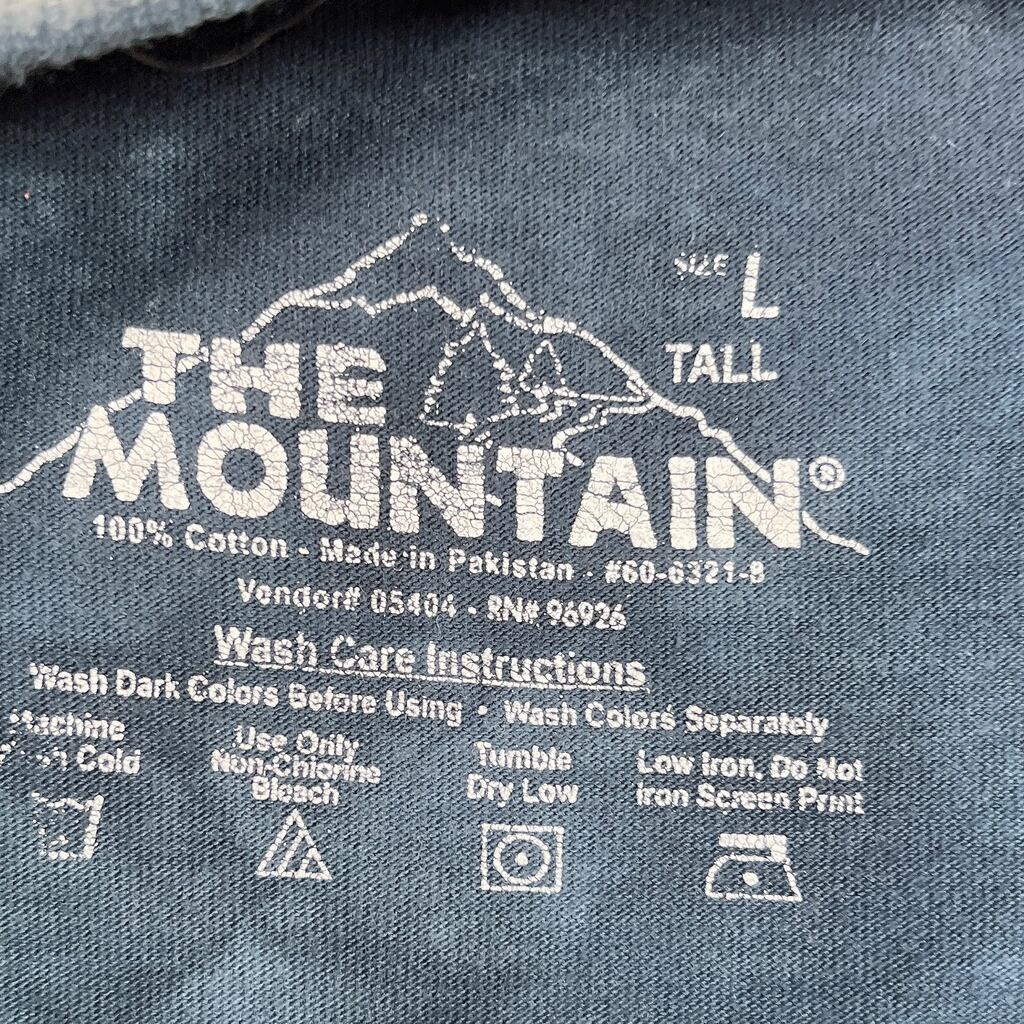 SIZE L
TALL
THE
MOUNTAIN®
100% Cotton - Made in Pakistan - #60-6321-8
Vendor# 05404 - RN# 96926
Wash Care Instructions
Wash Dark Colors Before Using • Wash Colors Separately
Machine
Wash Cold
Use Only
Non-Chlorine
Bleach
Tumble
Dry Low
Low Iron, Do Not
Iron Screen Print